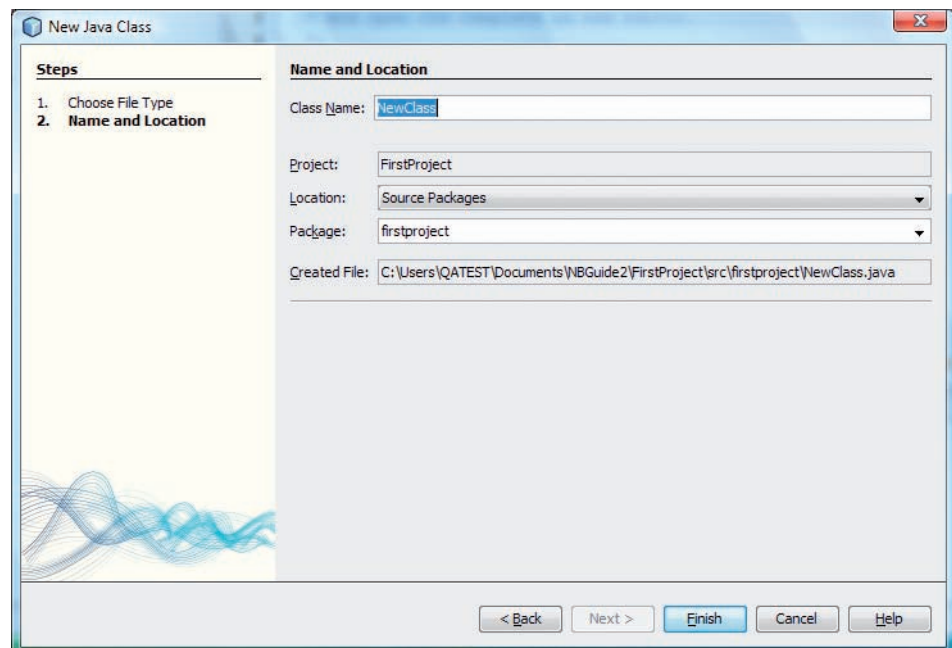 New Java Class
Steps
1. Choose File Type
2. Name and Location
Name and Location
Class Name: NewClass
Project: FirstProject
Location: Source Packages
Package: firstproject
Created File: C:\Users\QATEST\Documents\NBGuide2\FirstProject\src\firstproject\NewClass.java
< Back Next > Finish Cancel Help